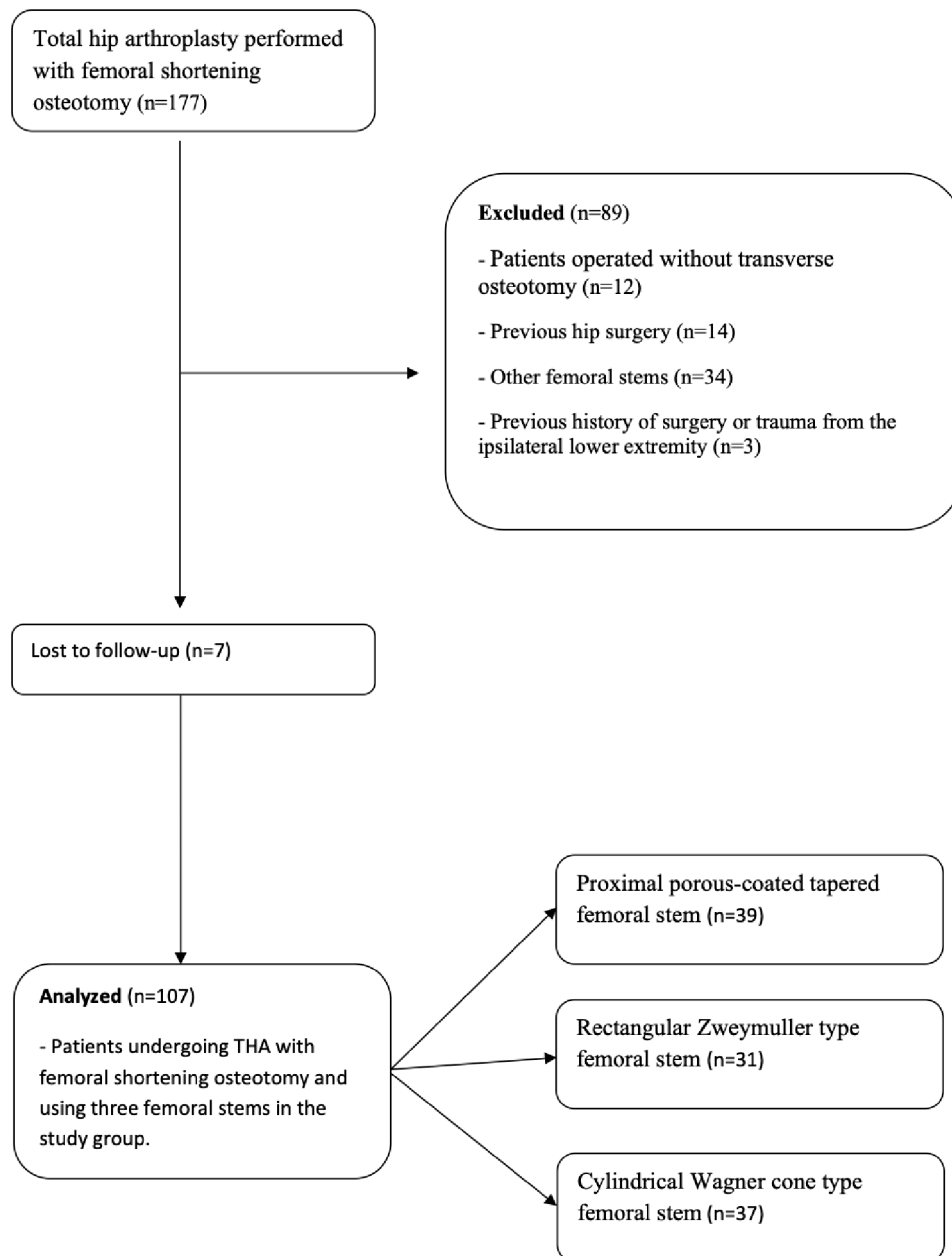 Total hip arthroplasty performed
with femoral shortening
osteotomy (n=177)
Excluded (n=89)
- Patients operated without transverse
osteotomy (n=12)
- Previous hip surgery (n=14)
- Other femoral stems (n=34)
- Previous history of surgery or trauma from the
ipsilateral lower extremity (n=3)
Lost to follow-up (n=7)
Analyzed (n=107)
- Patients undergoing THA with
femoral shortening osteotomy and
using three femoral stems in the
study group.
Proximal porous-coated tapered
femoral stem (n=39)
Rectangular Zweymuller type
femoral stem (n=31)
Cylindrical Wagner cone type
femoral stem (n=37)